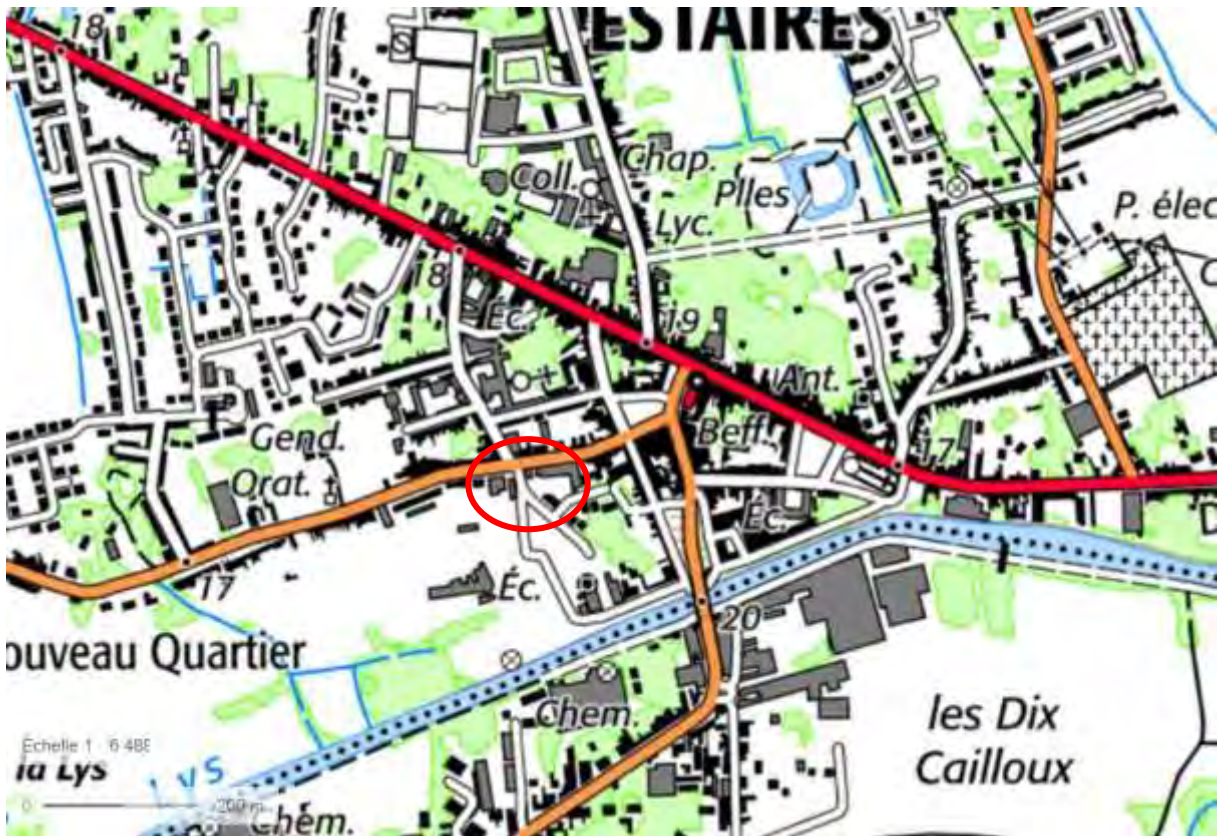 ESTAIRES
18
S
Coll.
Chap.
Plles
Lyc.
P. élec
18
Éc.
19
Ant.
Beff.
Gend.
Orat.
17
Éc.
17
Éc.
20
ouveau Quartier
Chem.
les Dix
Cailloux
Échelle 1 : 6 488
la Lys
Lys
0
200 m
Chem.